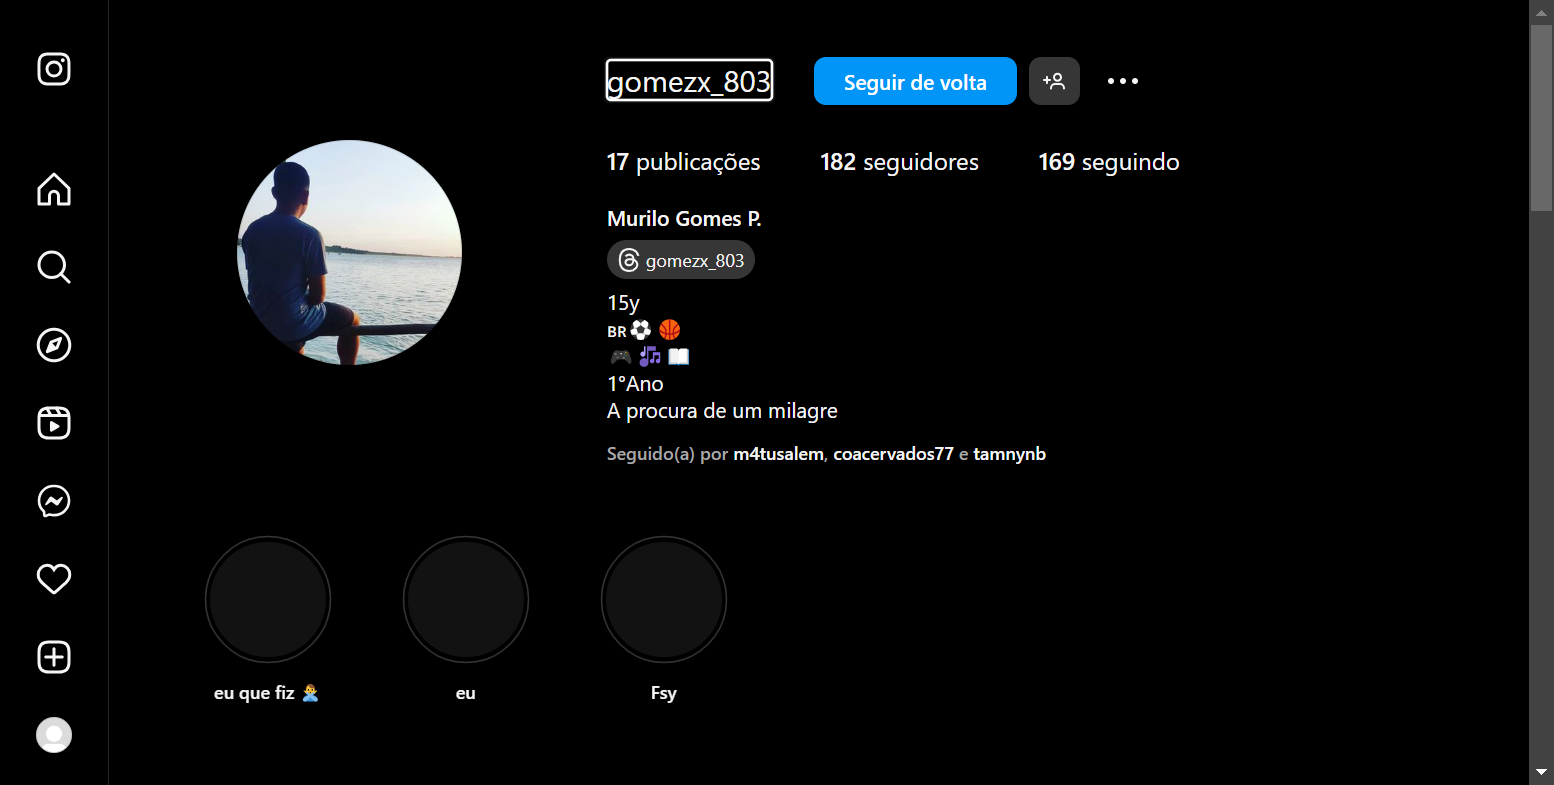 gomezx_803
Seguir de volta
17 publicações 182 seguidores 169 seguindo
Murilo Gomes P.
gomezx_803
15y
BR⚽ 🏀
🎮 🎵 📖
1°Ano
A procura de um milagre
Seguido(a) por m4tusalem, coacervados77 e tamnynb
eu que fiz 🤷‍♂️
eu
Fsy